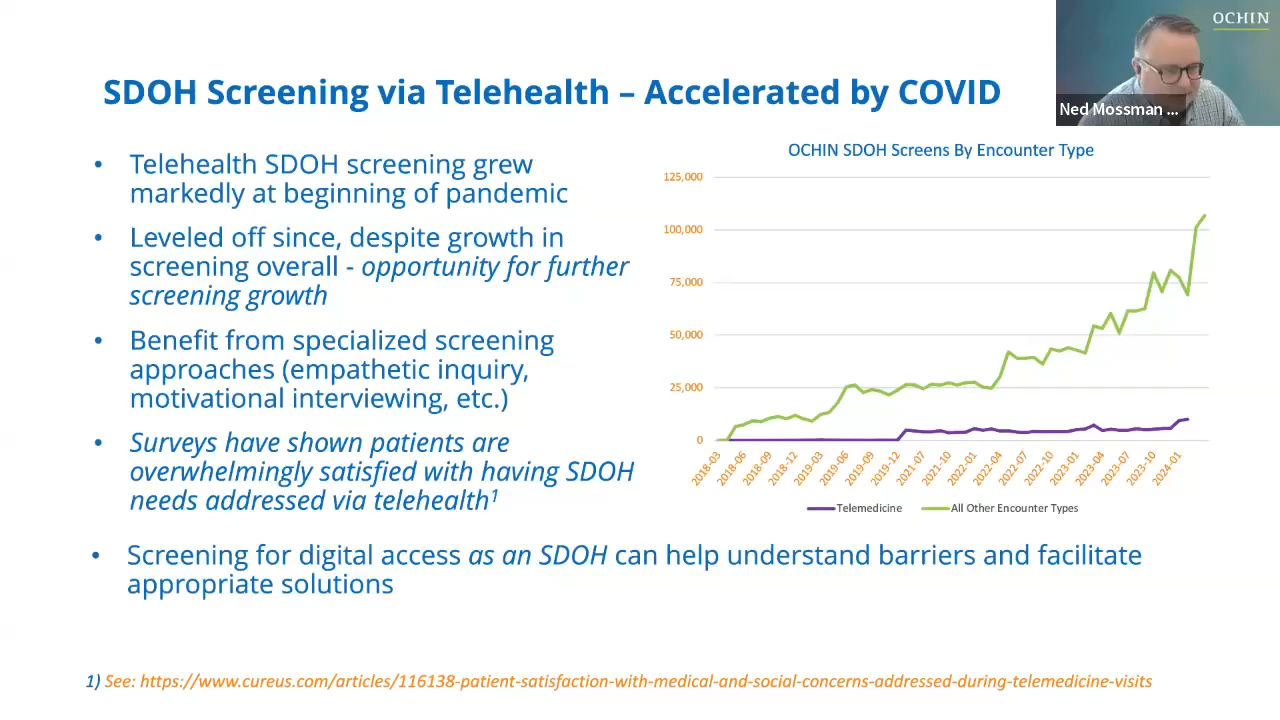 OCHIN
Ned Mossman ...
SDOH Screening via Telehealth – Accelerated by COVID
• Telehealth SDOH screening grew
markedly at beginning of pandemic
• Leveled off since, despite growth in
screening overall - opportunity for further
screening growth
• Benefit from specialized screening
approaches (empathetic inquiry,
motivational interviewing, etc.)
• Surveys have shown patients are
overwhelmingly satisfied with having SDOH
needs addressed via telehealth¹
• Screening for digital access as an SDOH can help understand barriers and facilitate
appropriate solutions
OCHIN SDOH Screens By Encounter Type
125,000
100,000
75,000
50,000
25,000
0
2018-03
2018-06
2018-09
2018-12
2019-03
2019-06
2019-09
2019-12
2021-07
2021-10
2022-01
2022-04
2022-07
2022-10
2023-01
2023-04
2023-07
2023-10
2024-01
Telemedicine
All Other Encounter Types
1) See: https://www.cureus.com/articles/116138-patient-satisfaction-with-medical-and-social-concerns-addressed-during-telemedicine-visits